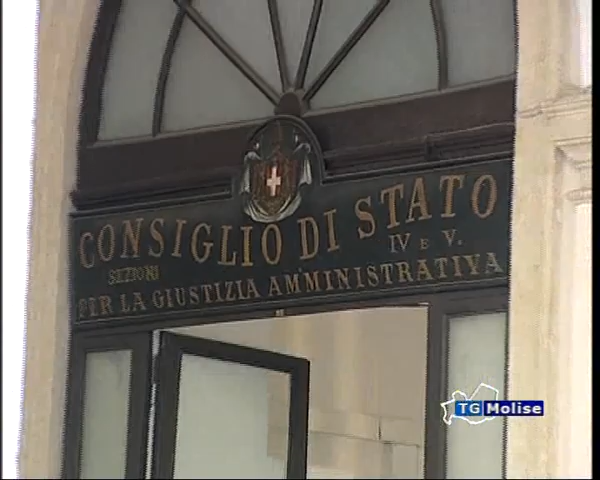 CONSIGLIO DI STATO
SEZIONI IV E V.
PER LA GIUSTIZIA AMMINISTRATIVA
TG Molise